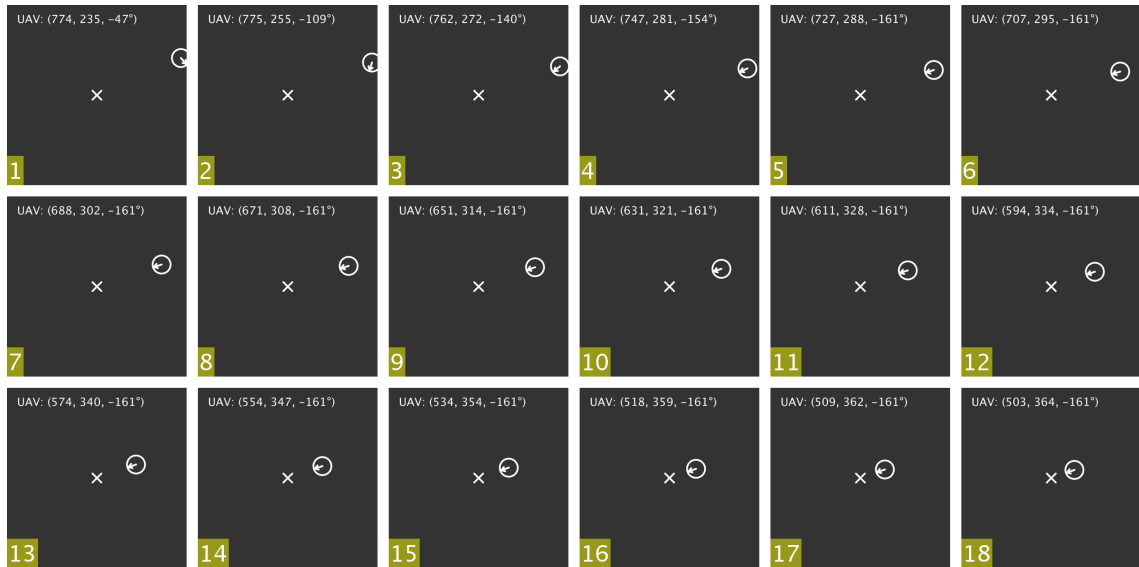 UAV: (774, 235, −47°)
UAV: (775, 255, −109°)
UAV: (762, 272, −140°)
UAV: (747, 281, −154°)
UAV: (727, 288, −161°)
UAV: (707, 295, −161°)
1
2
3
4
5
6
UAV: (688, 302, −161°)
UAV: (671, 308, −161°)
UAV: (651, 314, −161°)
UAV: (631, 321, −161°)
UAV: (611, 328, −161°)
UAV: (594, 334, −161°)
7
8
9
10
11
12
UAV: (574, 340, −161°)
UAV: (554, 347, −161°)
UAV: (534, 354, −161°)
UAV: (518, 359, −161°)
UAV: (509, 362, −161°)
UAV: (503, 364, −161°)
13
14
15
16
17
18